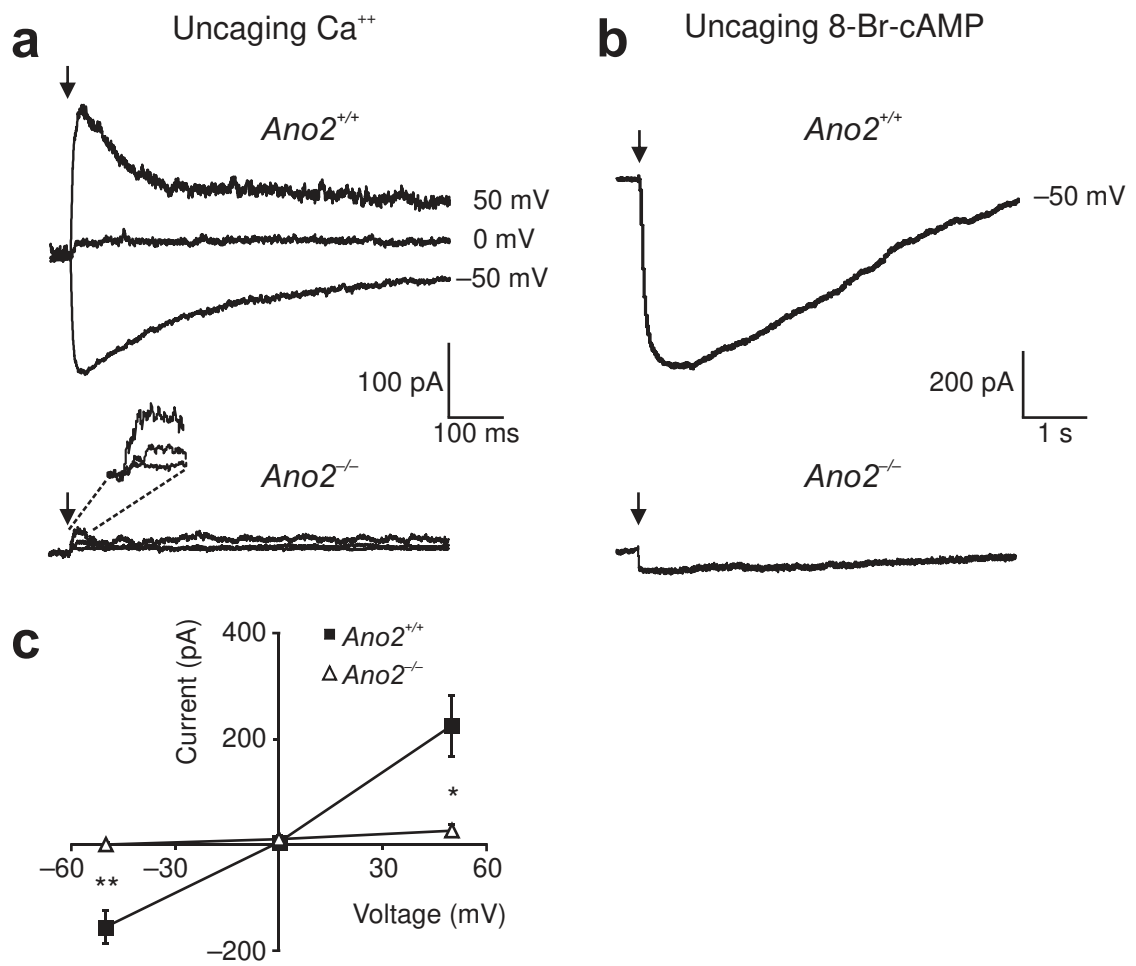 a
Uncaging Ca⁺⁺
Ano2⁺/⁺
50 mV
0 mV
–50 mV
100 pA
100 ms
Ano2⁻/⁻
b
Uncaging 8-Br-cAMP
Ano2⁺/⁺
–50 mV
200 pA
1 s
Ano2⁻/⁻
c
Current (pA)
400
200
–200
Ano2⁺/⁺
Ano2⁻/⁻
*
**
–60
–30
30
60
Voltage (mV)